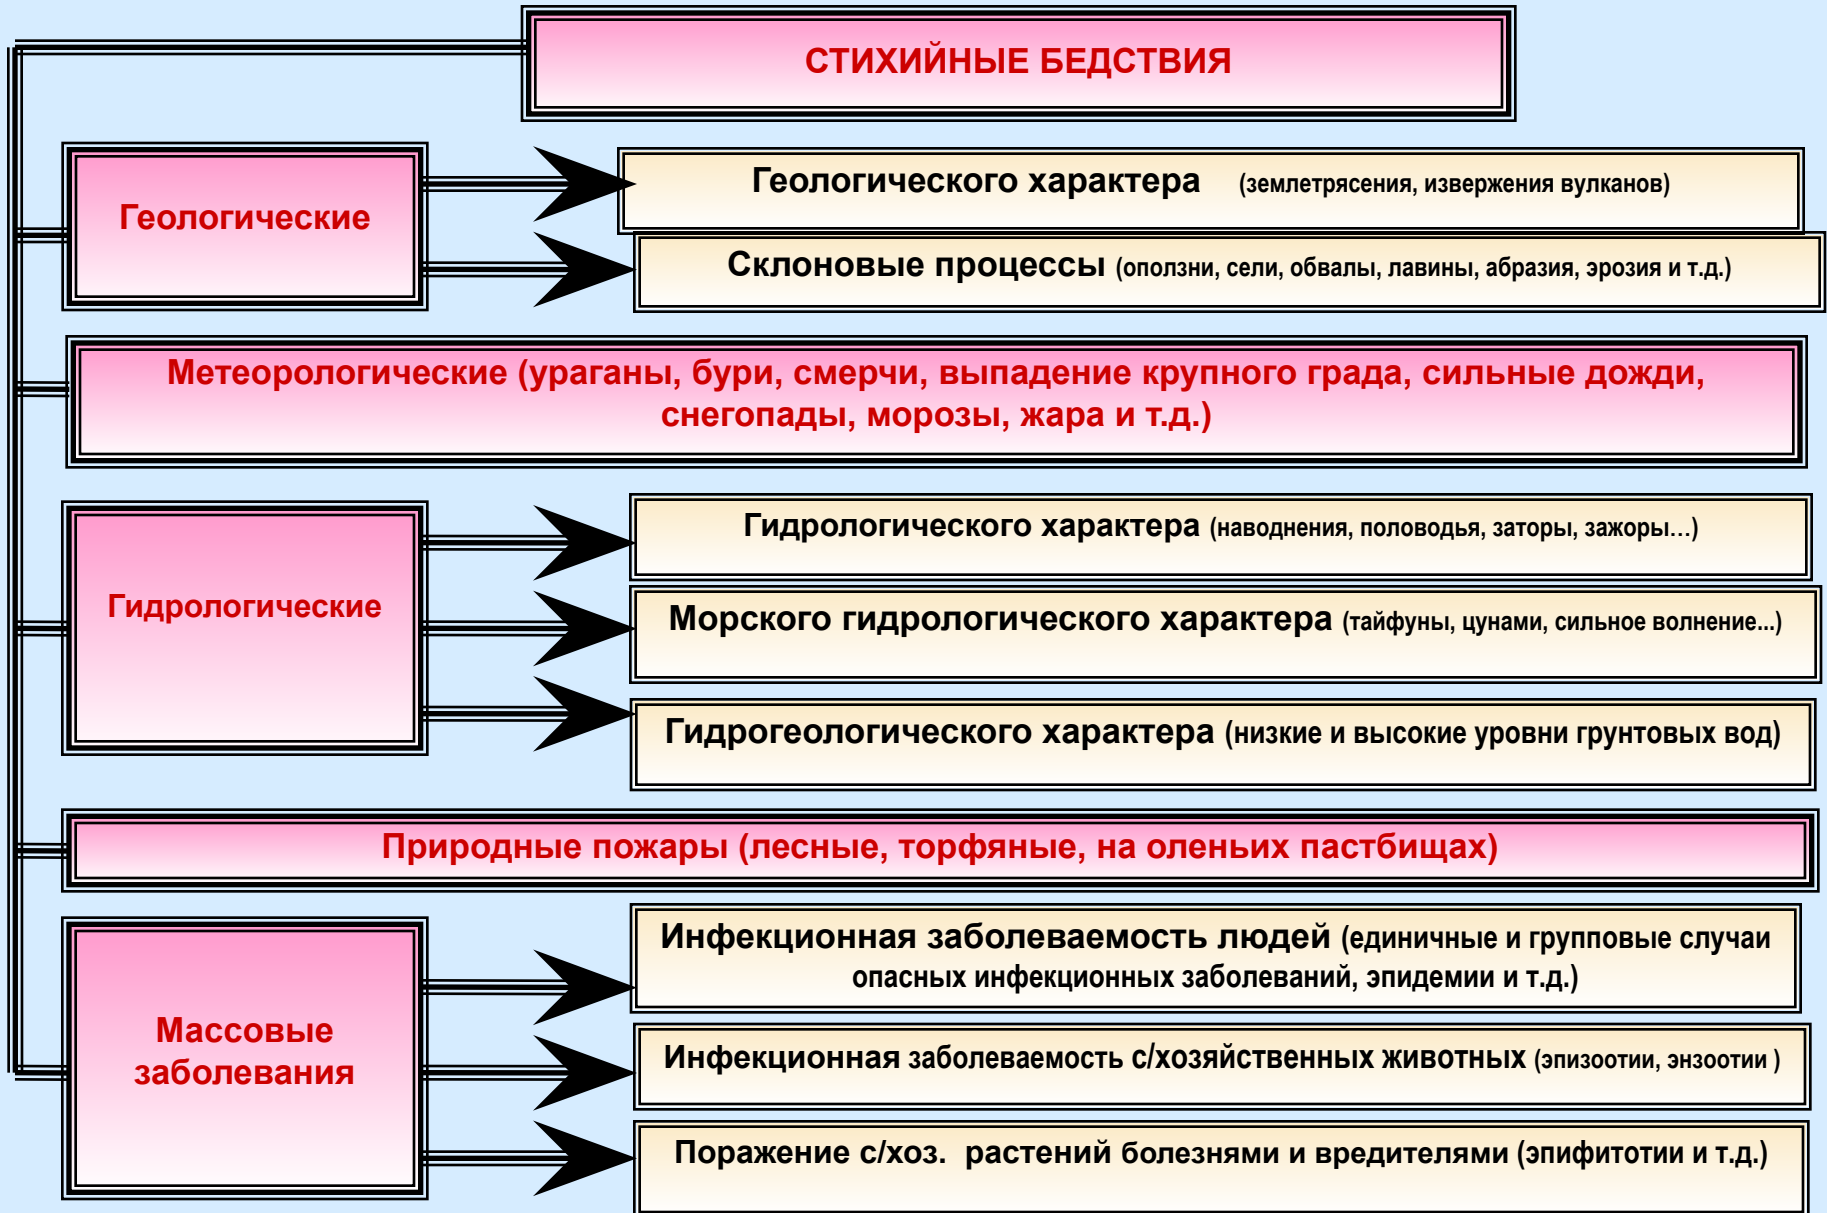 СТИХИЙНЫЕ БЕДСТВИЯ
Геологические
Геологического характера (землетрясения, извержения вулканов)
Склоновые процессы (оползни, сели, обвалы, лавины, абразия, эрозия и т.д.)
Метеорологические (ураганы, бури, смерчи, выпадение крупного града, сильные дожди,
снегопады, морозы, жара и т.д.)
Гидрологические
Гидрологического характера (наводнения, половодья, заторы, зажоры…)
Морского гидрологического характера (тайфуны, цунами, сильное волнение...)
Гидрогеологического характера (низкие и высокие уровни грунтовых вод)
Природные пожары (лесные, торфяные, на оленьих пастбищах)
Массовые
заболевания
Инфекционная заболеваемость людей (единичные и групповые случаи
опасных инфекционных заболеваний, эпидемии и т.д.)
Инфекционная заболеваемость с/хозяйственных животных (эпизоотии, энзоотии )
Поражение с/хоз. растений болезнями и вредителями (эпифитотии и т.д.)